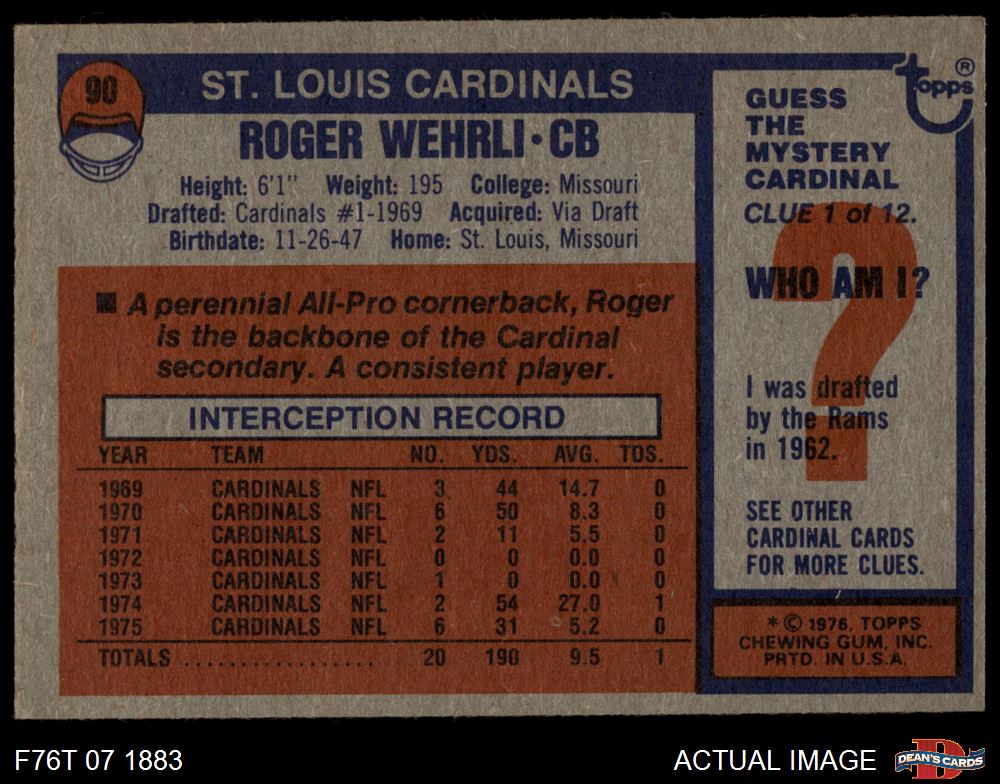 90
ST. LOUIS CARDINALS
ROGER WEHRLI • CB
Height: 6'1" Weight: 195 College: Missouri
Drafted: Cardinals #1-1969 Acquired: Via Draft
Birthdate: 11-26-47 Home: St. Louis, Missouri
■ A perennial All-Pro cornerback, Roger
is the backbone of the Cardinal
secondary. A consistent player.
INTERCEPTION RECORD
YEAR TEAM NO. YDS. AVG. TDS.
1969 CARDINALS NFL 3 44 14.7 0
1970 CARDINALS NFL 6 50 8.3 0
1971 CARDINALS NFL 2 11 5.5 0
1972 CARDINALS NFL 0 0 0.0 0
1973 CARDINALS NFL 1 0 0.0 0
1974 CARDINALS NFL 2 54 27.0 1
1975 CARDINALS NFL 6 31 5.2 0
TOTALS .................. 20 190 9.5 1
topps ®
GUESS
THE
MYSTERY
CARDINAL
CLUE 1 of 12.
WHO AM I?
?
I was drafted
by the Rams
in 1962.
SEE OTHER
CARDINAL CARDS
FOR MORE CLUES.
* © 1976, TOPPS
CHEWING GUM, INC.
PRTD. IN U.S.A.
F76T 07 1883
ACTUAL IMAGE
D
DEAN'S CARDS